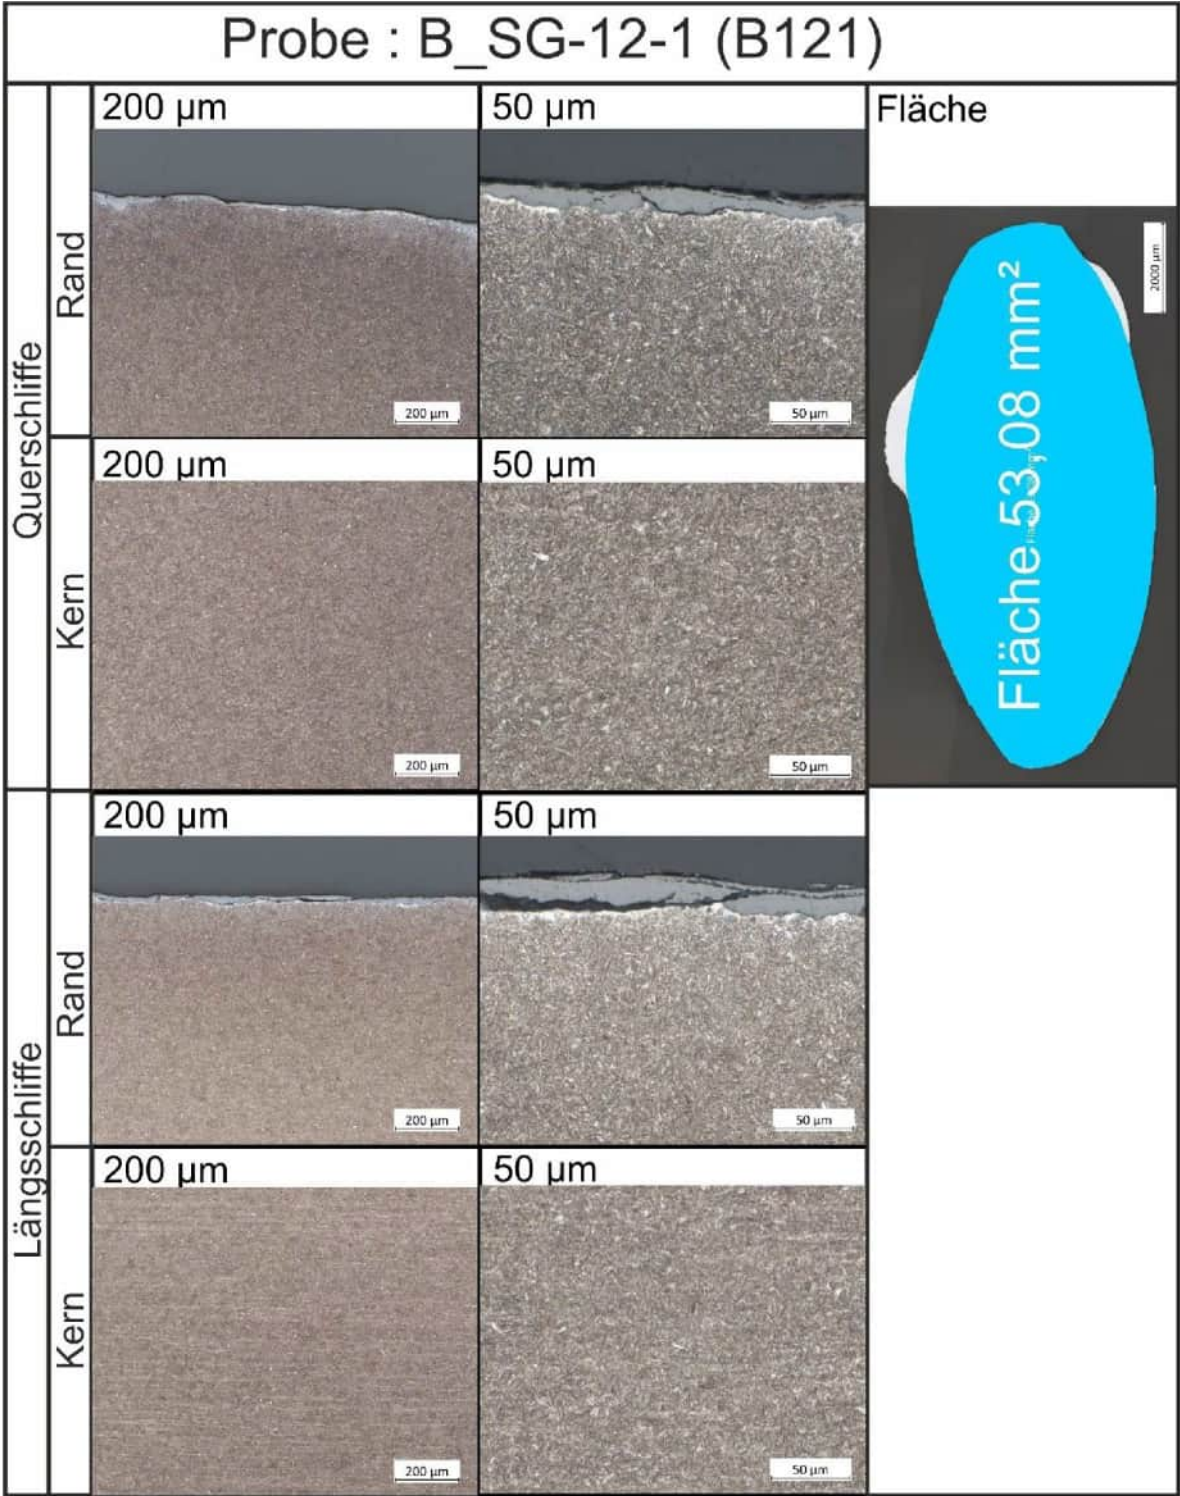 Probe : B_SG-12-1 (B121)
Querschliffe
Rand
200 µm
200 µm
50 µm
50 µm
Fläche
2000 µm
Fläche 53,08 mm²
Kern
200 µm
200 µm
50 µm
50 µm
Längsschliffe
Rand
200 µm
200 µm
50 µm
50 µm
Kern
200 µm
200 µm
50 µm
50 µm